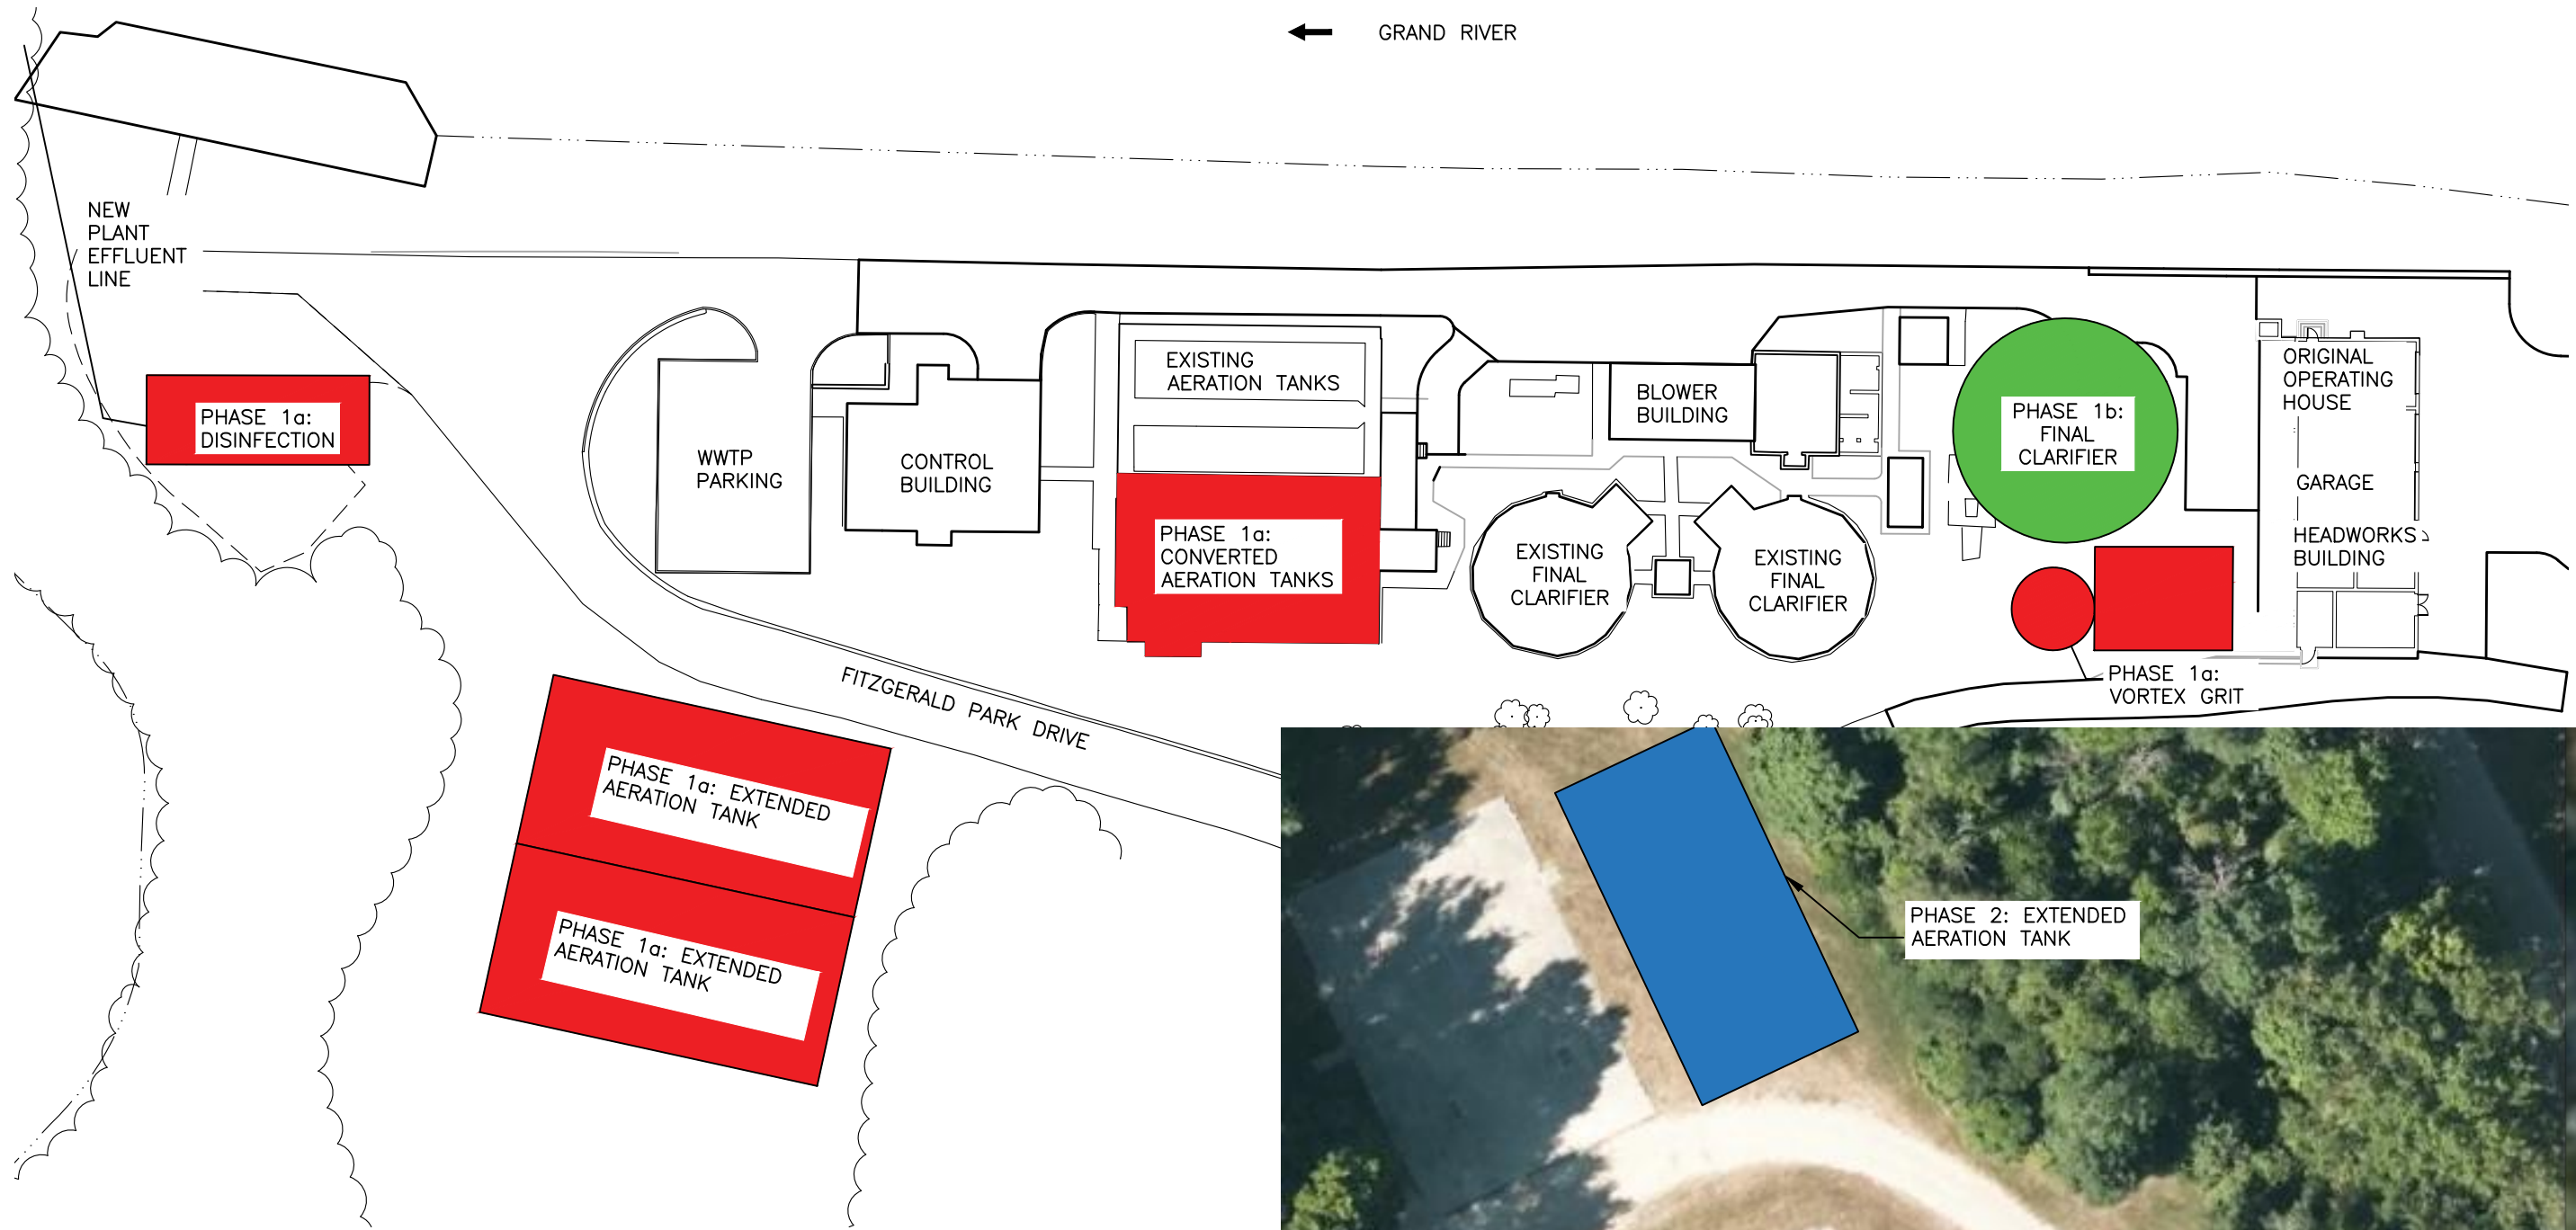 GRAND RIVER
NEW
PLANT
EFFLUENT
LINE
PHASE 1a:
DISINFECTION
WWTP
PARKING
CONTROL
BUILDING
EXISTING
AERATION TANKS
PHASE 1a:
CONVERTED
AERATION TANKS
BLOWER
BUILDING
EXISTING
FINAL
CLARIFIER
EXISTING
FINAL
CLARIFIER
PHASE 1b:
FINAL
CLARIFIER
ORIGINAL
OPERATING
HOUSE
GARAGE
HEADWORKS
BUILDING
PHASE 1a:
VORTEX GRIT
FITZGERALD PARK DRIVE
PHASE 1a: EXTENDED
AERATION TANK
PHASE 1a: EXTENDED
AERATION TANK
PHASE 2: EXTENDED
AERATION TANK